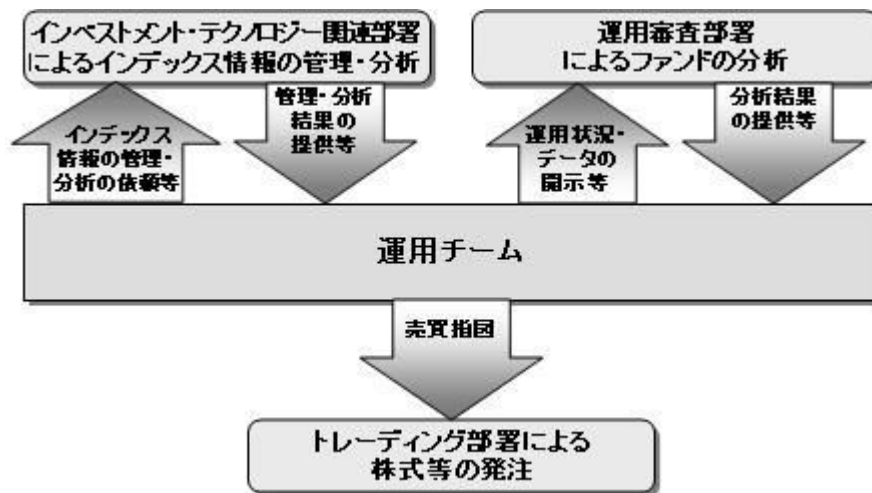 インベストメント・テクノロジー関連部署
によるインデックス情報の管理・分析
運用審査部署
によるファンドの分析
インデックス
情報の管理・
分析の依頼等
管理・分析
結果の
提供等
運用状況・
データの
開示等
分析結果
の提供等
運用チーム
売買指図
トレーディング部署による
株式等の発注